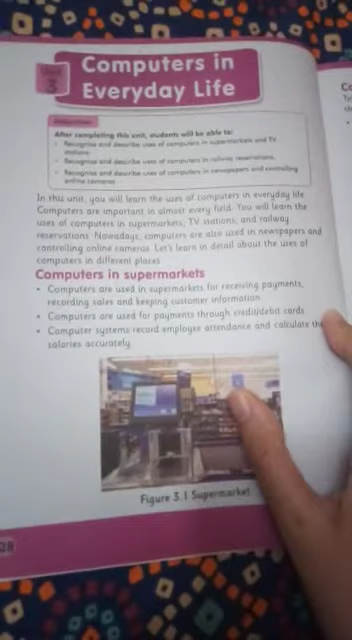 Unit
3
Computers in
Everyday Life
Objectives
After completing this unit, students will be able to:
• Recognise and describe uses of computers in supermarkets and TV
stations.
• Recognise and describe uses of computers in railway reservations.
• Recognise and describe uses of computers in newspapers and controlling
online cameras.
In this unit, you will learn the uses of computers in everyday life.
Computers are important in almost every field. You will learn the
uses of computers in supermarkets, TV stations, and railway
reservations. Nowadays, computers are also used in newspapers and
controlling online cameras. Let's learn in detail about the uses of
computers in different places.
Computers in supermarkets
• Computers are used in supermarkets for receiving payments,
recording sales and keeping customer information.
• Computers are used for payments through credit/debit cards.
• Computer systems record employee attendance and calculate the
salaries accurately.
Figure 3.1 Supermarket
28